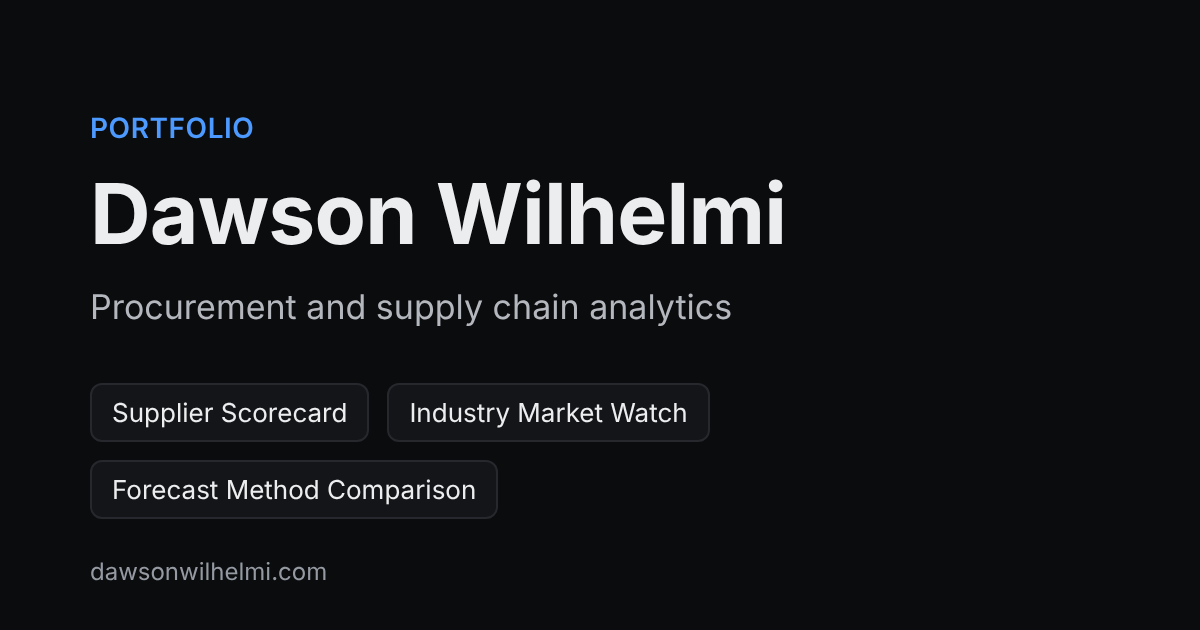 PORTFOLIO
Dawson Wilhelmi
Procurement and supply chain analytics
Supplier Scorecard
Industry Market Watch
Forecast Method Comparison
dawsonwilhelmi.com